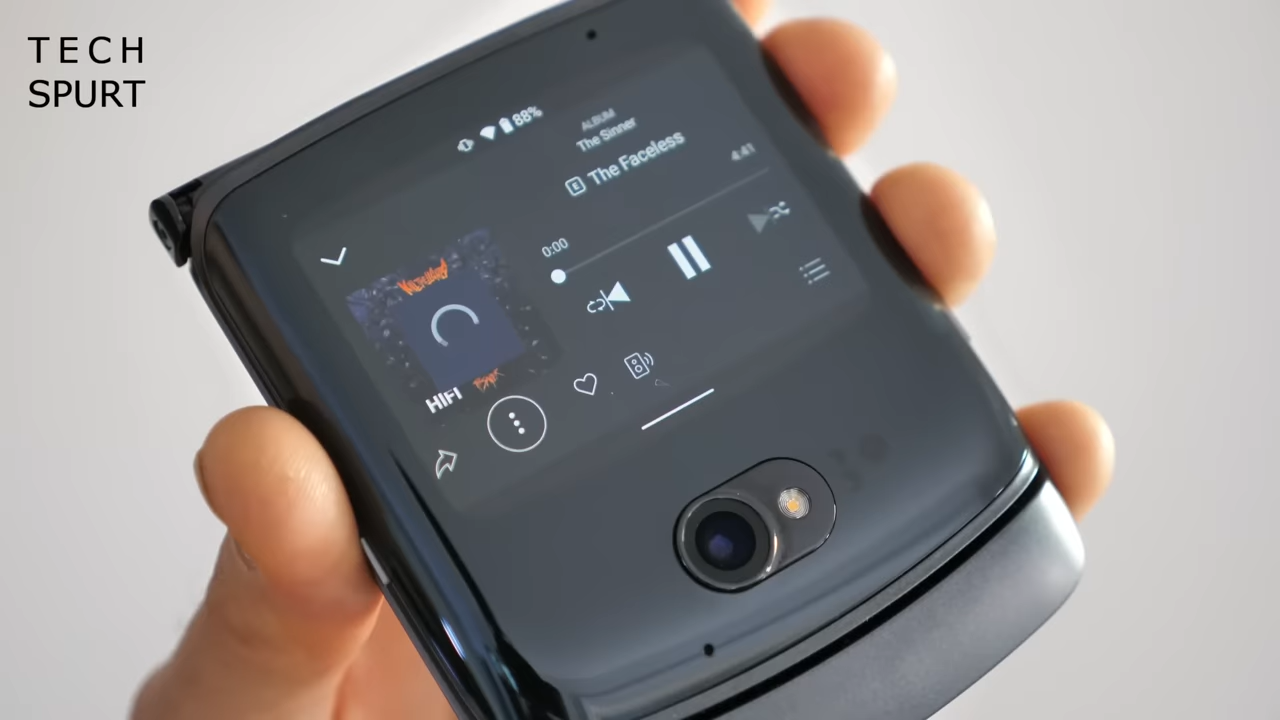 TECH
SPURT
88%
ALBUM
The Sinner
E The Faceless
0:00
4:41
HIFI